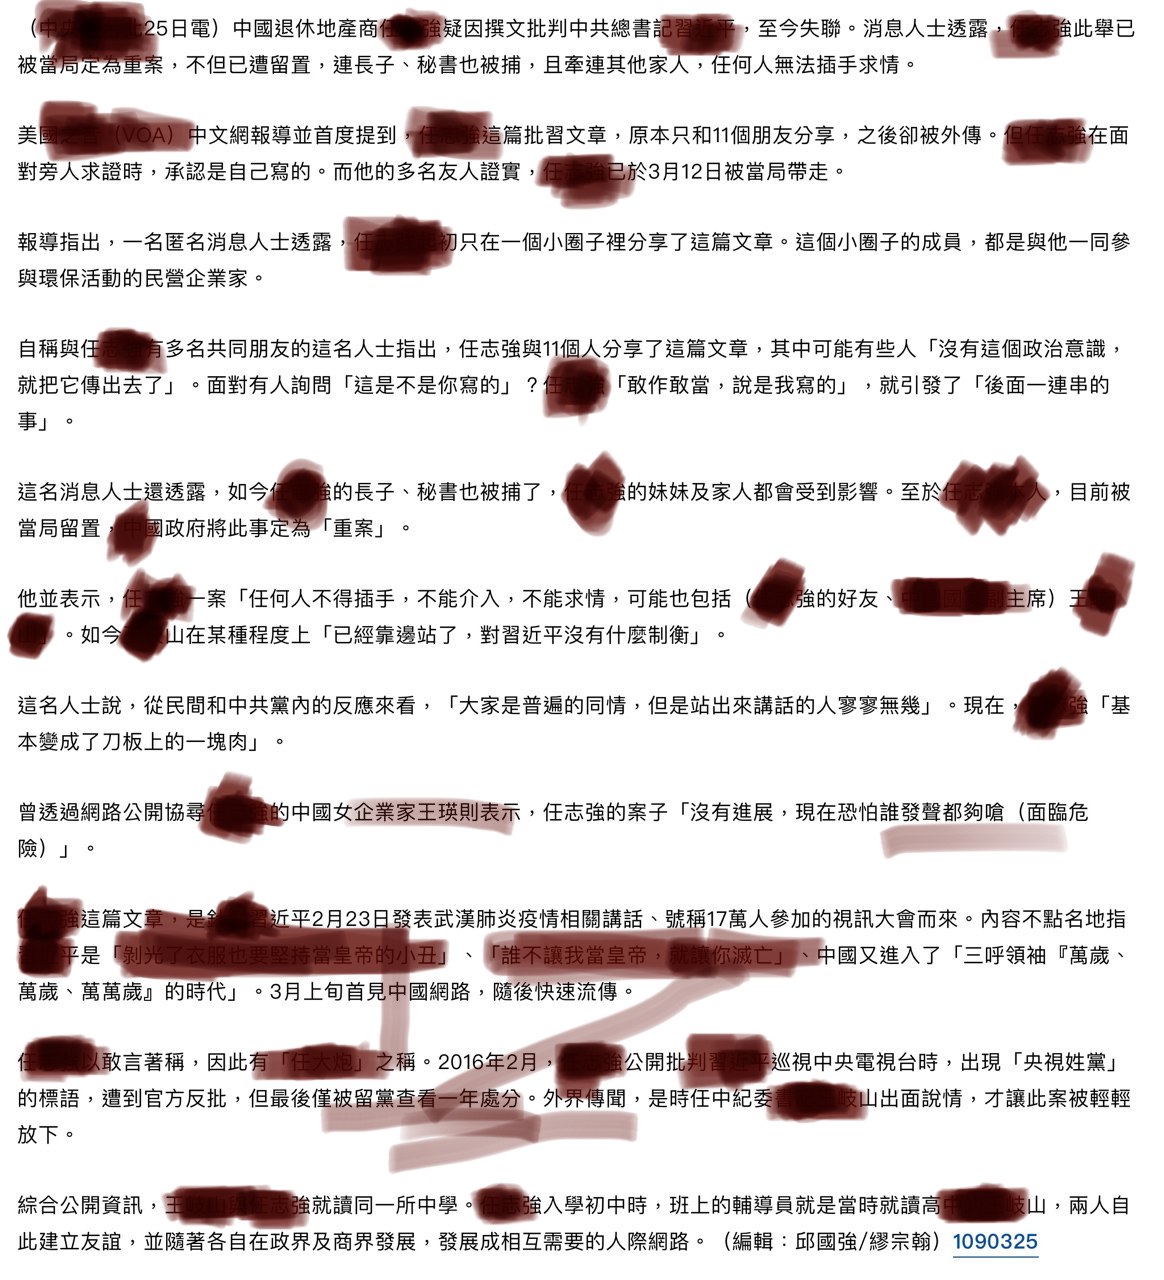 （中央社台北25日電）中國退休地產商任志強疑因撰文批判中共總書記習近平，至今失聯。消息人士透露，任志強此舉已
被當局定為重案，不但已遭留置，連長子、秘書也被捕，且牽連其他家人，任何人無法插手求情。
美國之音（VOA）中文網報導並首度提到，任志強這篇批習文章，原本只和11個朋友分享，之後卻被外傳。但任志強在面
對旁人求證時，承認是自己寫的。而他的多名友人證實，任志強已於3月12日被當局帶走。
報導指出，一名匿名消息人士透露，任初只在一個小圈子裡分享了這篇文章。這個小圈子的成員，都是與他一同參
與環保活動的民營企業家。
自稱與任志強有多名共同朋友的這名人士指出，任志強與11個人分享了這篇文章，其中可能有些人「沒有這個政治意識，
就把它傳出去了」。面對有人詢問「這是不是你寫的」？任強「敢作敢當，說是我寫的」，就引發了「後面一連串的
事」。
這名消息人士還透露，如今任強的長子、秘書也被捕了，任志強的妹妹及家人都會受到影響。至於任志本人，目前被
當局留置，中國政府將此事定為「重案」。
他並表示，任強一案「任何人不得插手，不能介入，不能求情，可能也包括（志強的好友、中國副主席）王
山」。如今山在某種程度上「已經靠邊站了，對習近平沒有什麼制衡」。
這名人士說，從民間和中共黨內的反應來看，「大家是普遍的同情，但是站出來講話的人寥寥無幾」。現在，強「基
本變成了刀板上的一塊肉」。
曾透過網路公開協尋任強的中國女企業家王瑛則表示，任志強的案子「沒有進展，現在恐怕誰發聲都夠嗆（面臨危
險）」。
任強這篇文章，是針習近平2月23日發表武漢肺炎疫情相關講話、號稱17萬人參加的視訊大會而來。內容不點名地指
習平是「剝光了衣服也要堅持當皇帝的小丑」、「誰不讓我當皇帝，就讓你滅亡」、中國又進入了「三呼領袖『萬歲、
萬歲、萬萬歲』的時代」。3月上旬首見中國網路，隨後快速流傳。
任以敢言著稱，因此有「任大炮」之稱。2016年2月，任志強公開批判習近平巡視中央電視台時，出現「央視姓黨」
的標語，遭到官方反批，但最後僅被留黨查看一年處分。外界傳聞，是時任中紀委書岐山出面說情，才讓此案被輕輕
放下。
綜合公開資訊，王岐山與任志強就讀同一所中學。任志強入學初中時，班上的輔導員就是當時就讀高中岐山，兩人自
此建立友誼，並隨著各自在政界及商界發展，發展成相互需要的人際網路。（編輯：邱國強/繆宗翰）1090325